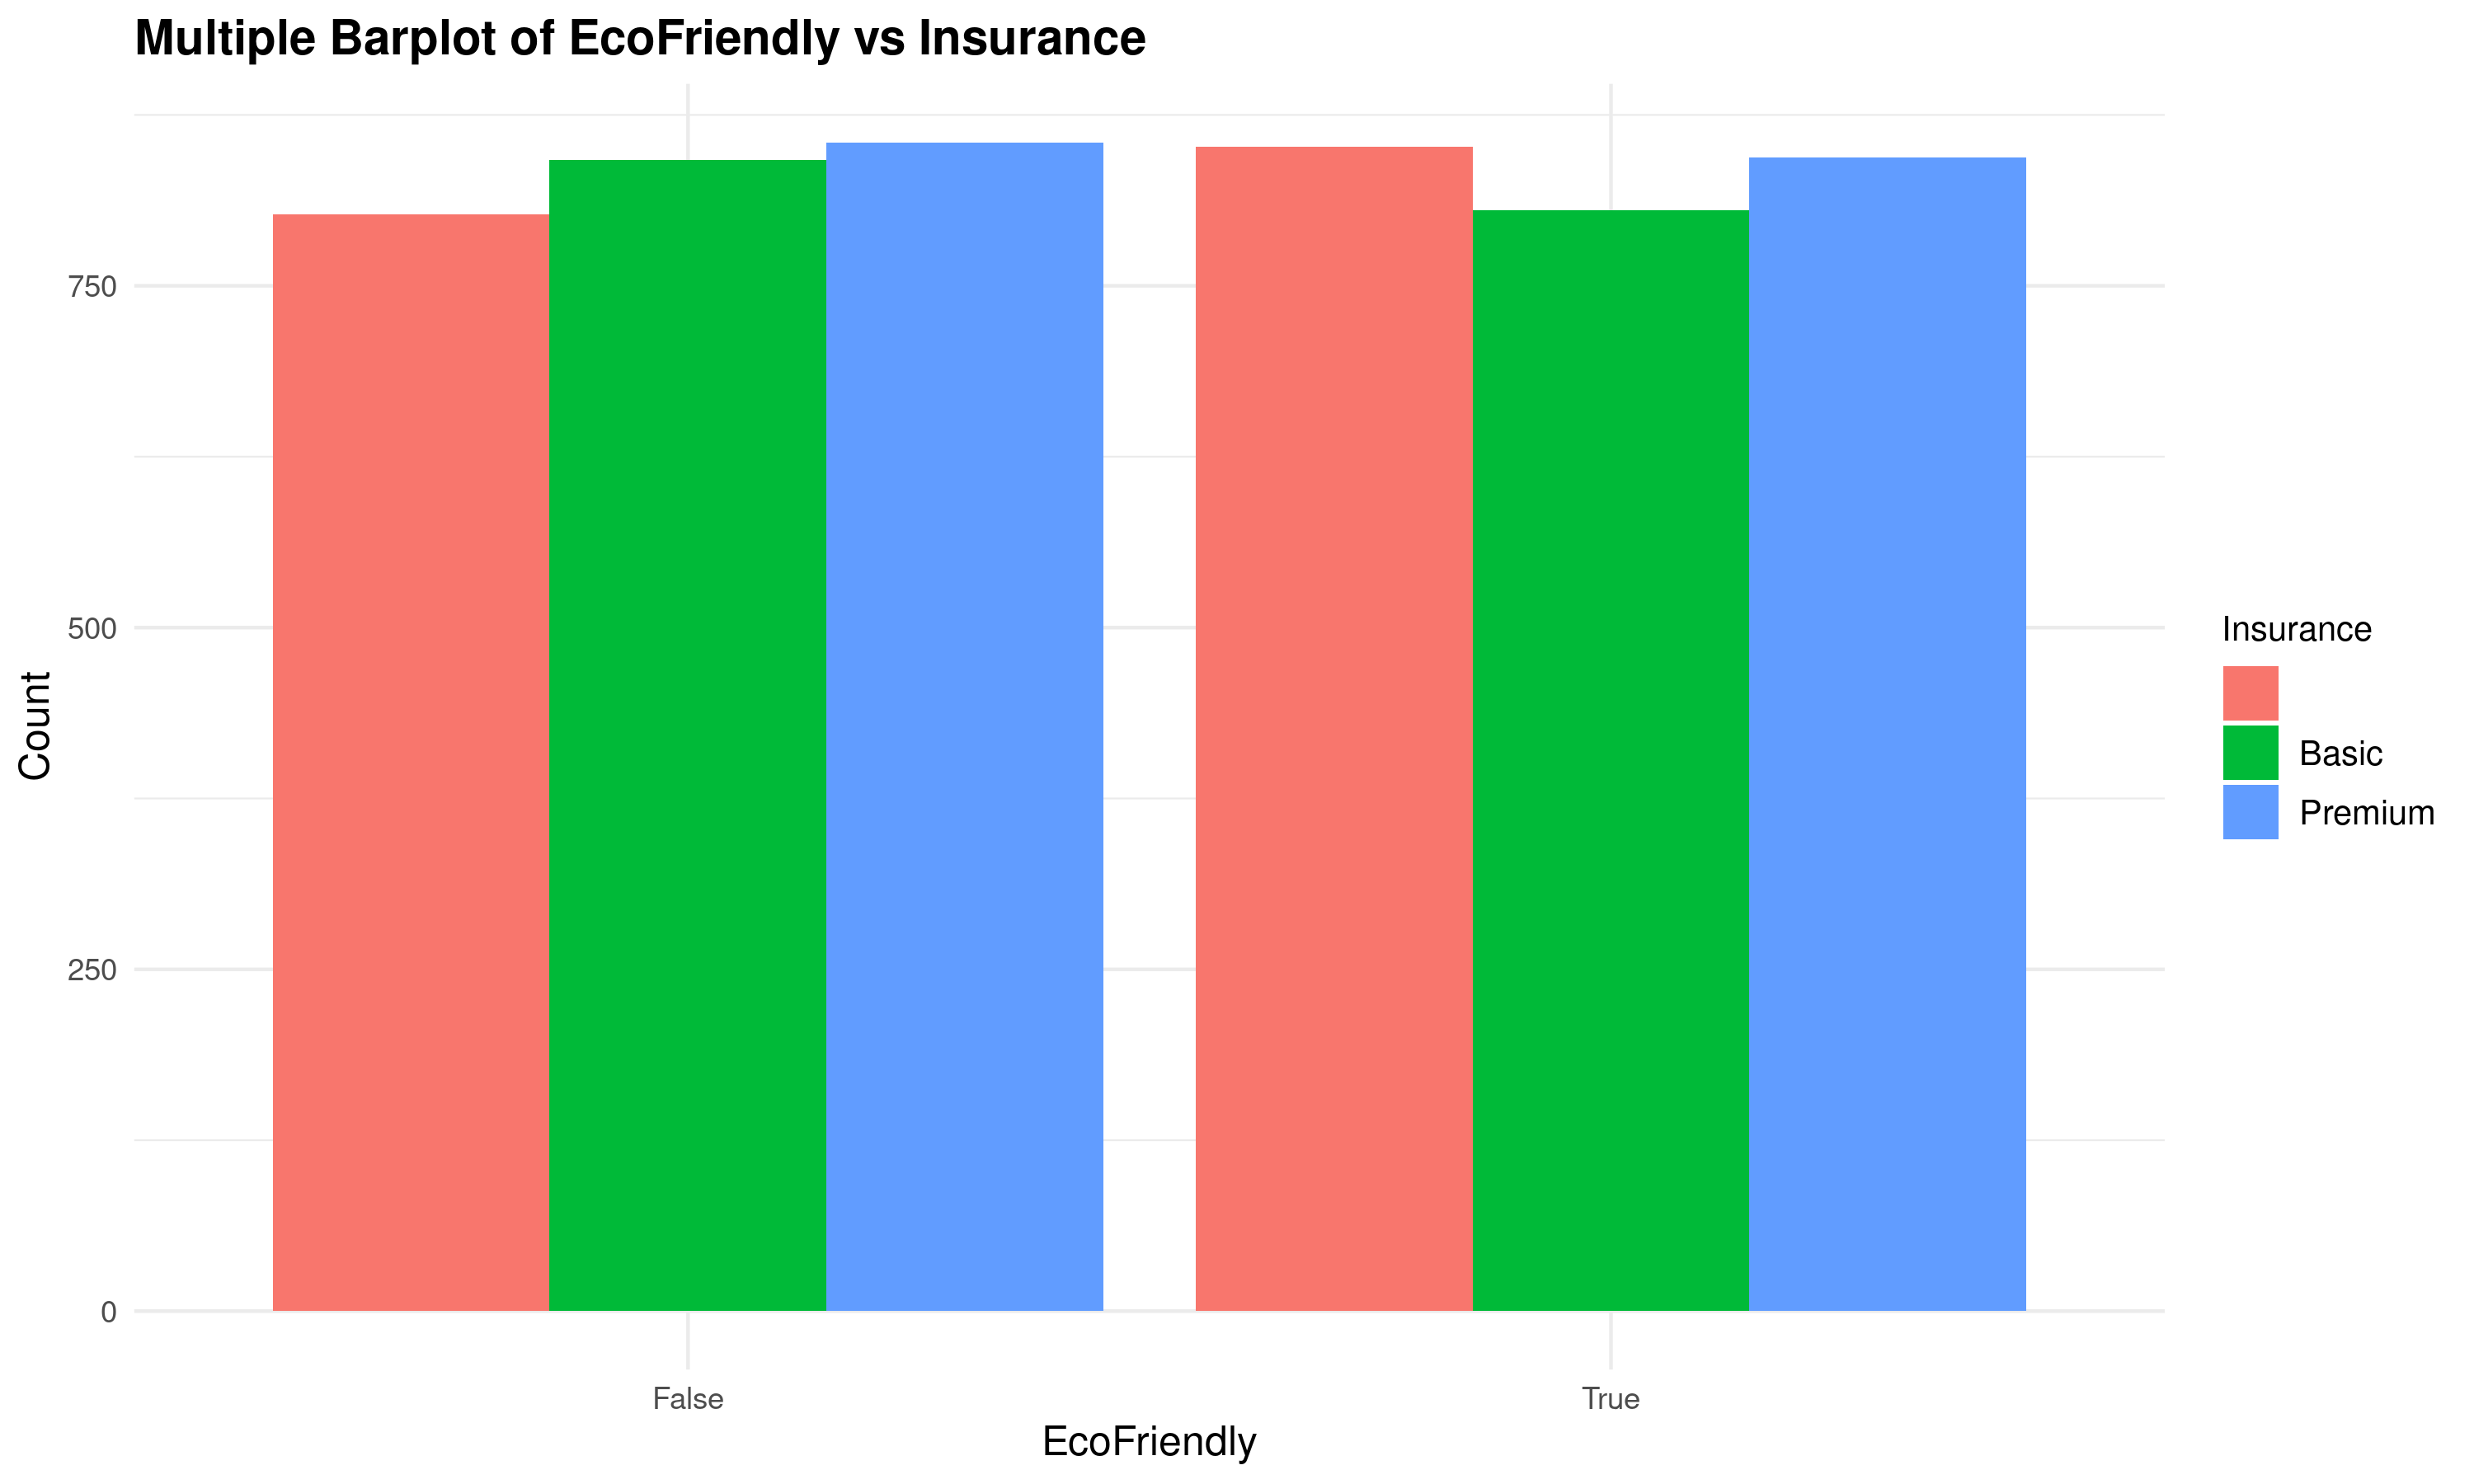 Multiple Barplot of EcoFriendly vs Insurance
Count
750
500
250
0
False
True
EcoFriendly
Insurance
Basic
Premium